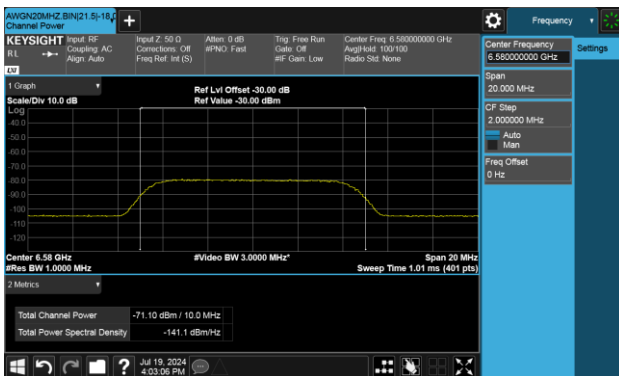 AWGN20MHZ.BIN|21.5|-18.0
Channel Power
Frequency
KEYSIGHT
RL
Input: RF
Coupling: AC
Align: Auto
Input Z: 50 Ω
Corrections: Off
Freq Ref: Int (S)
Atten: 0 dB
#PNO: Fast
Trig: Free Run
Gate: Off
#IF Gain: Low
Center Freq: 6.580000000 GHz
Avg|Hold: 100/100
Radio Std: None
LXI
Center Frequency
6.580000000 GHz
Settings
Span
20.000 MHz
CF Step
2.000000 MHz
Auto
Man
Freq Offset
0 Hz
1 Graph
Scale/Div 10.0 dB
Ref Lvl Offset -30.00 dB
Ref Value -30.00 dBm
Log
-40.0
-50.0
-60.0
-70.0
-80.0
-90.0
-100
-110
-120
Center 6.58 GHz
#Video BW 3.0000 MHz*
Span 20 MHz
#Res BW 1.0000 MHz
Sweep Time 1.01 ms (401 pts)
2 Metrics
Total Channel Power -71.10 dBm / 10.0 MHz
Total Power Spectral Density -141.1 dBm/Hz
?
Jul 19, 2024
4:03:06 PM